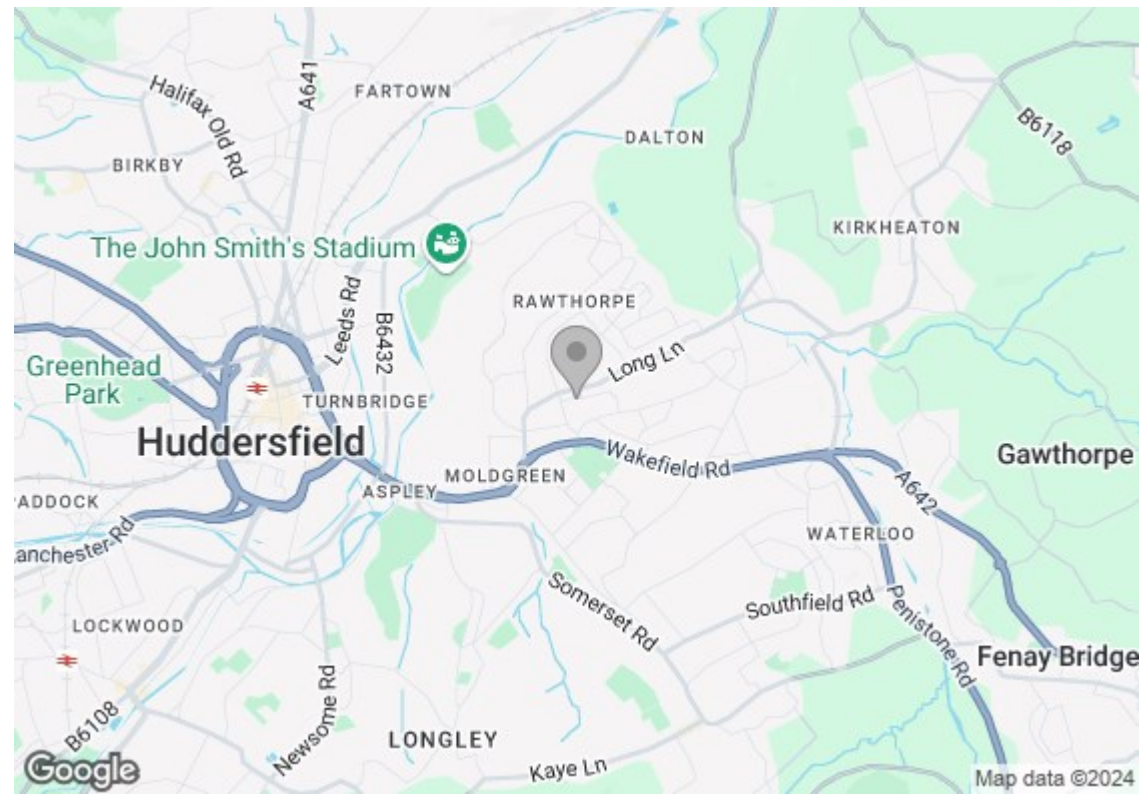 FARTOWN
A641
Halifax Old Rd
DALTON
B6118
BIRKBY
KIRKHEATON
The John Smith's Stadium
RAWTHORPE
Leeds Rd
B6432
Long Ln
Greenhead
Park
TURNBRIDGE
Huddersfield
Wakefield Rd
Gawthorpe
MOLDGREEN
ASPLEY
A642
PADDOCK
WATERLOO
anchester Rd
Somerset Rd
Southfield Rd
Penistone Rd
LOCKWOOD
Fenay Bridge
Newsome Rd
B6108
LONGLEY
Kaye Ln
Google
Map data ©2024